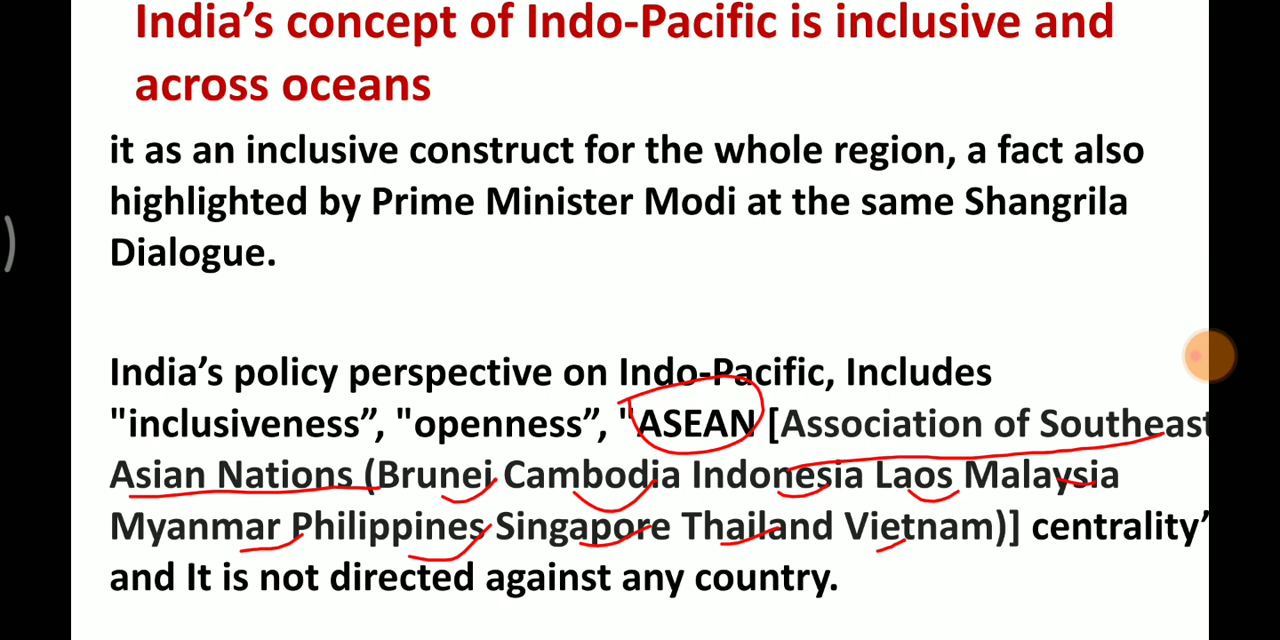 India’s concept of Indo-Pacific is inclusive and
across oceans
it as an inclusive construct for the whole region, a fact also
highlighted by Prime Minister Modi at the same Shangrila
Dialogue.
India’s policy perspective on Indo-Pacific, Includes
"inclusiveness”, "openness”, "ASEAN [Association of Southeast
Asian Nations (Brunei Cambodia Indonesia Laos Malaysia
Myanmar Philippines Singapore Thailand Vietnam)] centrality’
and It is not directed against any country.